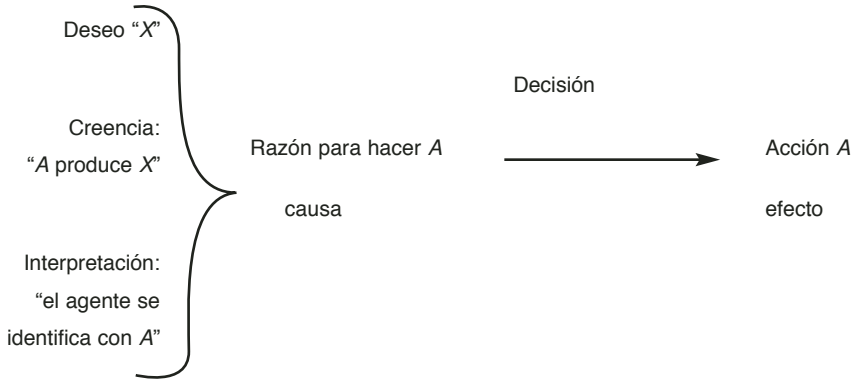 Deseo “X”
Creencia:
“A produce X”
Interpretación:
“el agente se
identifica con A”
Razón para hacer A
causa
Decisión
Acción A
efecto